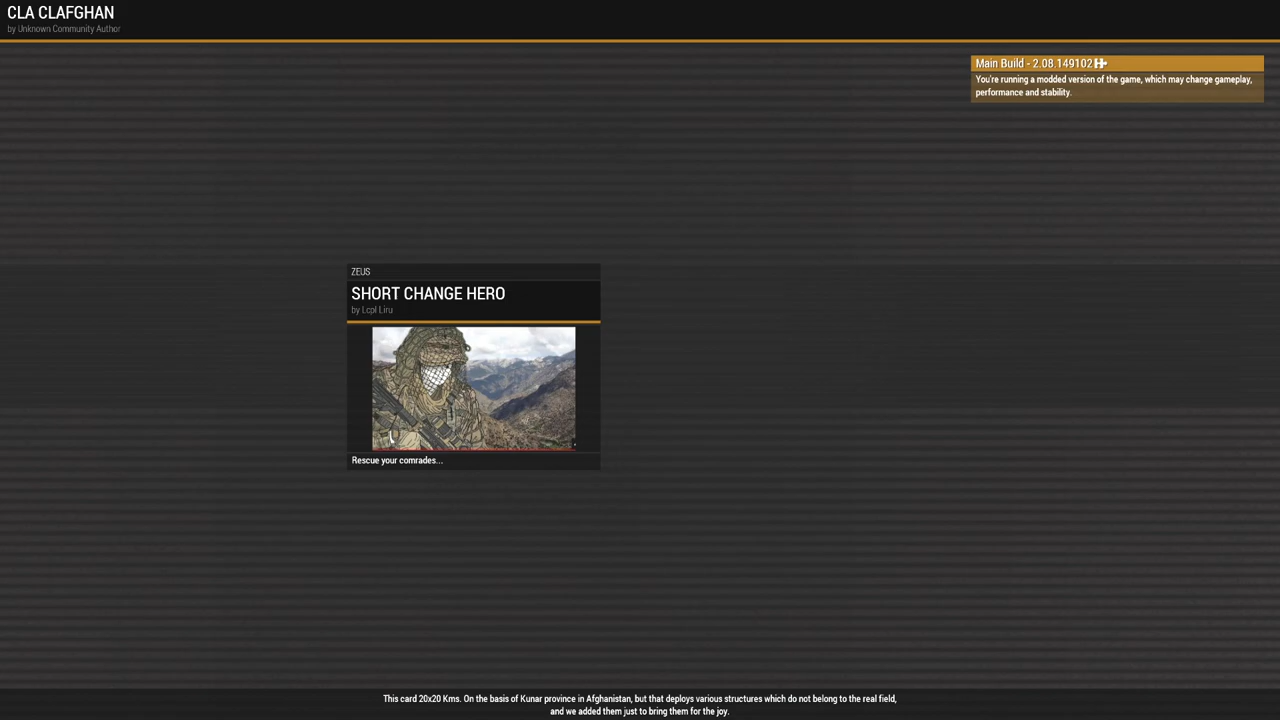 CLA CLAFGHAN
by Unknown Community Author
Main Build - 2.08.149102
You're running a modded version of the game, which may change gameplay,
performance and stability.
ZEUS
SHORT CHANGE HERO
by Lcpl Liru
Rescue your comrades...
This card 20x20 Kms. On the basis of Kunar province in Afghanistan, but that deploys various structures which do not belong to the real field,
and we added them just to bring them for the joy.